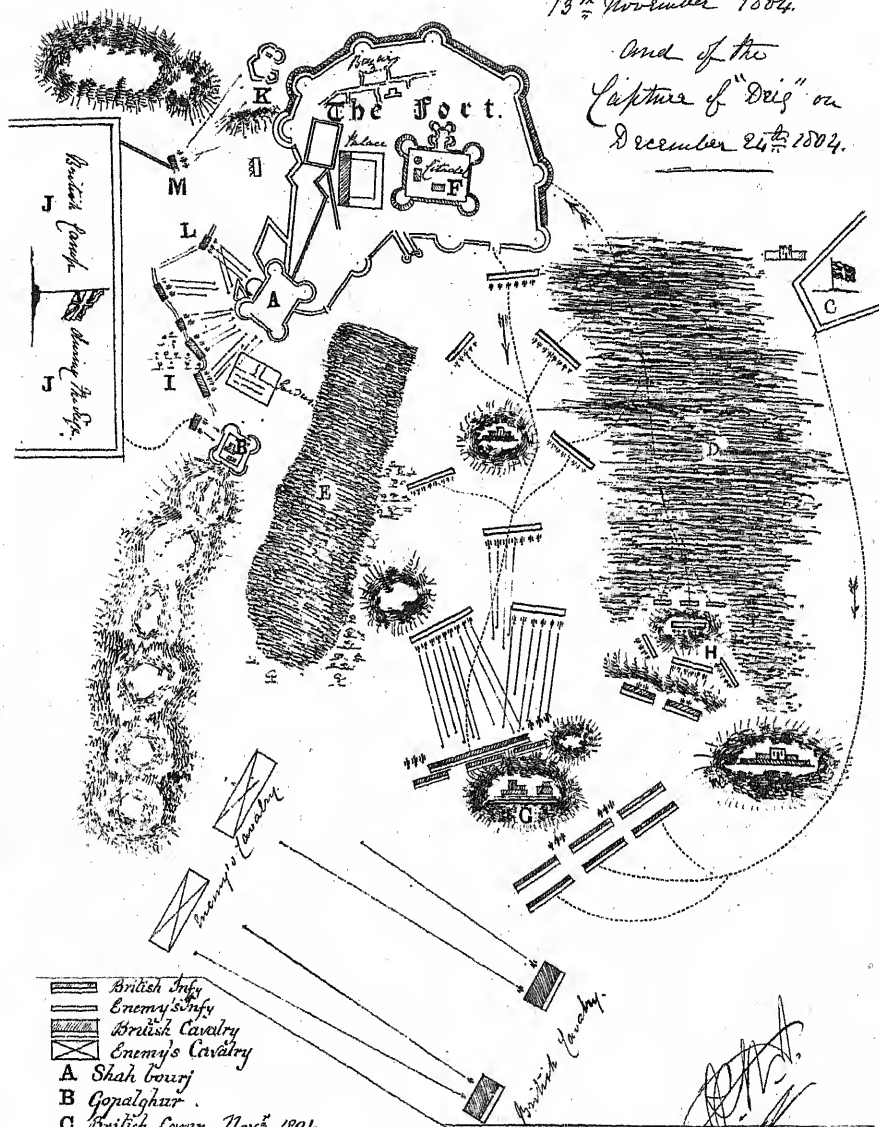 13th November 1804.
and of the
Capture of "Deig" on
December 24th 1804.
Bazair
K
The Fort.
Palace
Citadel
F
M
J
British Camp
during the Siege.
J
L
A
C
I
B
D
E
H
G
Enemy's Cavalry
British Cavalry.
British Infy
Enemy's Infy
British Cavalry
Enemy's Cavalry
A Shah bourj
B Gopalghur.
C British Camp Novr 1804